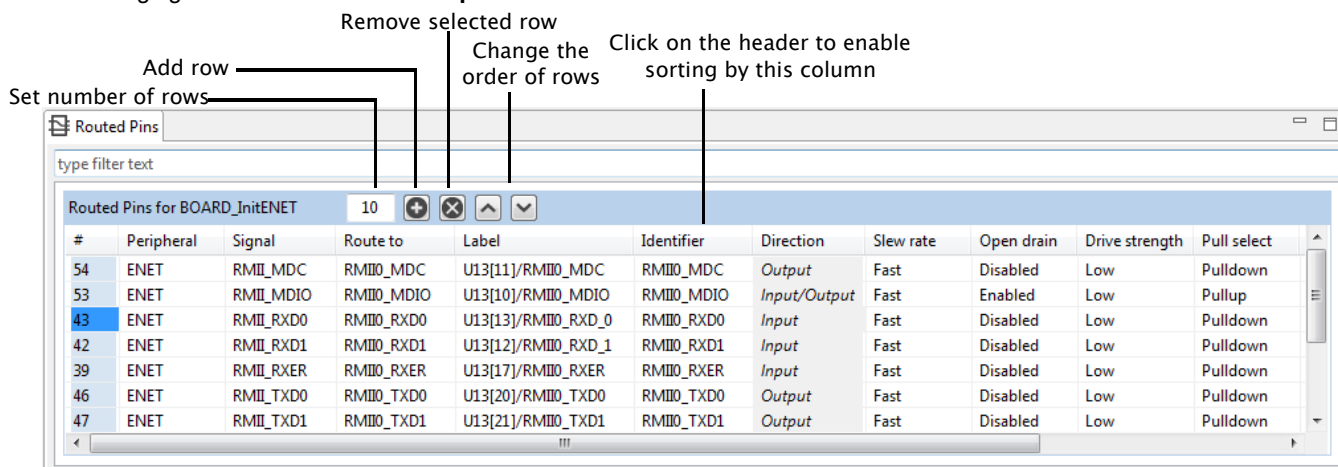 Remove selected row
Change the
order of rows
Click on the header to enable
sorting by this column
Add row
Set number of rows
Routed Pins
type filter text
Routed Pins for BOARD_InitENET 10
# Peripheral Signal Route to Label Identifier Direction Slew rate Open drain Drive strength Pull select
54 ENET RMII_MDC RMII0_MDC U13[11]/RMII0_MDC RMII0_MDC Output Fast Disabled Low Pulldown
53 ENET RMII_MDIO RMII0_MDIO U13[10]/RMII0_MDIO RMII0_MDIO Input/Output Fast Enabled Low Pullup
43 ENET RMII_RXD0 RMII0_RXD0 U13[13]/RMII0_RXD_0 RMII0_RXD0 Input Fast Disabled Low Pulldown
42 ENET RMII_RXD1 RMII0_RXD1 U13[12]/RMII0_RXD_1 RMII0_RXD1 Input Fast Disabled Low Pulldown
39 ENET RMII_RXER RMII0_RXER U13[17]/RMII0_RXER RMII0_RXER Input Fast Disabled Low Pulldown
46 ENET RMII_TXD0 RMII0_TXD0 U13[20]/RMII0_TXD0 RMII0_TXD0 Output Fast Disabled Low Pulldown
47 ENET RMII_TXD1 RMII0_TXD1 U13[21]/RMII0_TXD1 RMII0_TXD1 Output Fast Disabled Low Pulldown